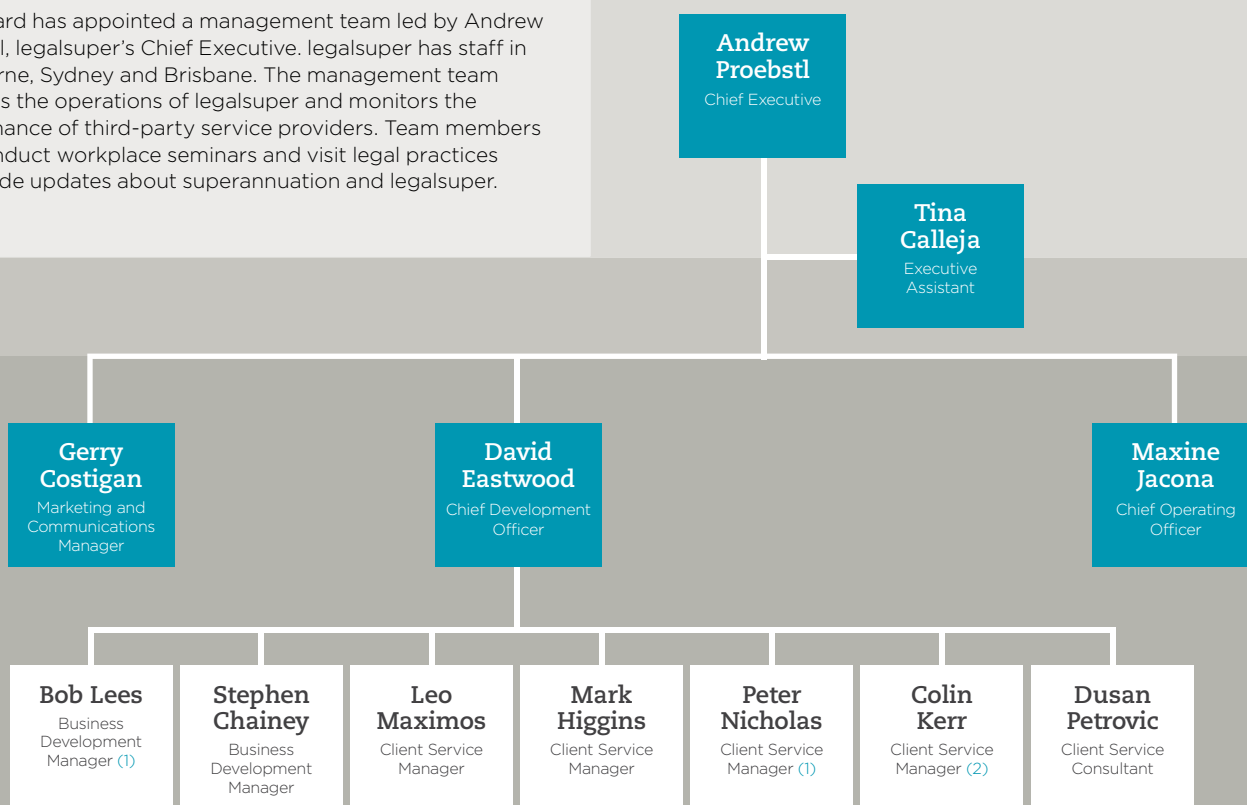 ard has appointed a management team led by Andrew
l, legalsuper’s Chief Executive. legalsuper has staff in
rne, Sydney and Brisbane. The management team
s the operations of legalsuper and monitors the
nance of third-party service providers. Team members
nduct workplace seminars and visit legal practices
de updates about superannuation and legalsuper.
Andrew
Proebstl
Chief Executive
Tina
Calleja
Executive
Assistant
Gerry
Costigan
Marketing and
Communications
Manager
David
Eastwood
Chief Development
Officer
Maxine
Jacona
Chief Operating
Officer
Bob Lees
Business
Development
Manager (1)
Stephen
Chainey
Business
Development
Manager
Leo
Maximos
Client Service
Manager
Mark
Higgins
Client Service
Manager
Peter
Nicholas
Client Service
Manager (1)
Colin
Kerr
Client Service
Manager (2)
Dusan
Petrovic
Client Service
Consultant